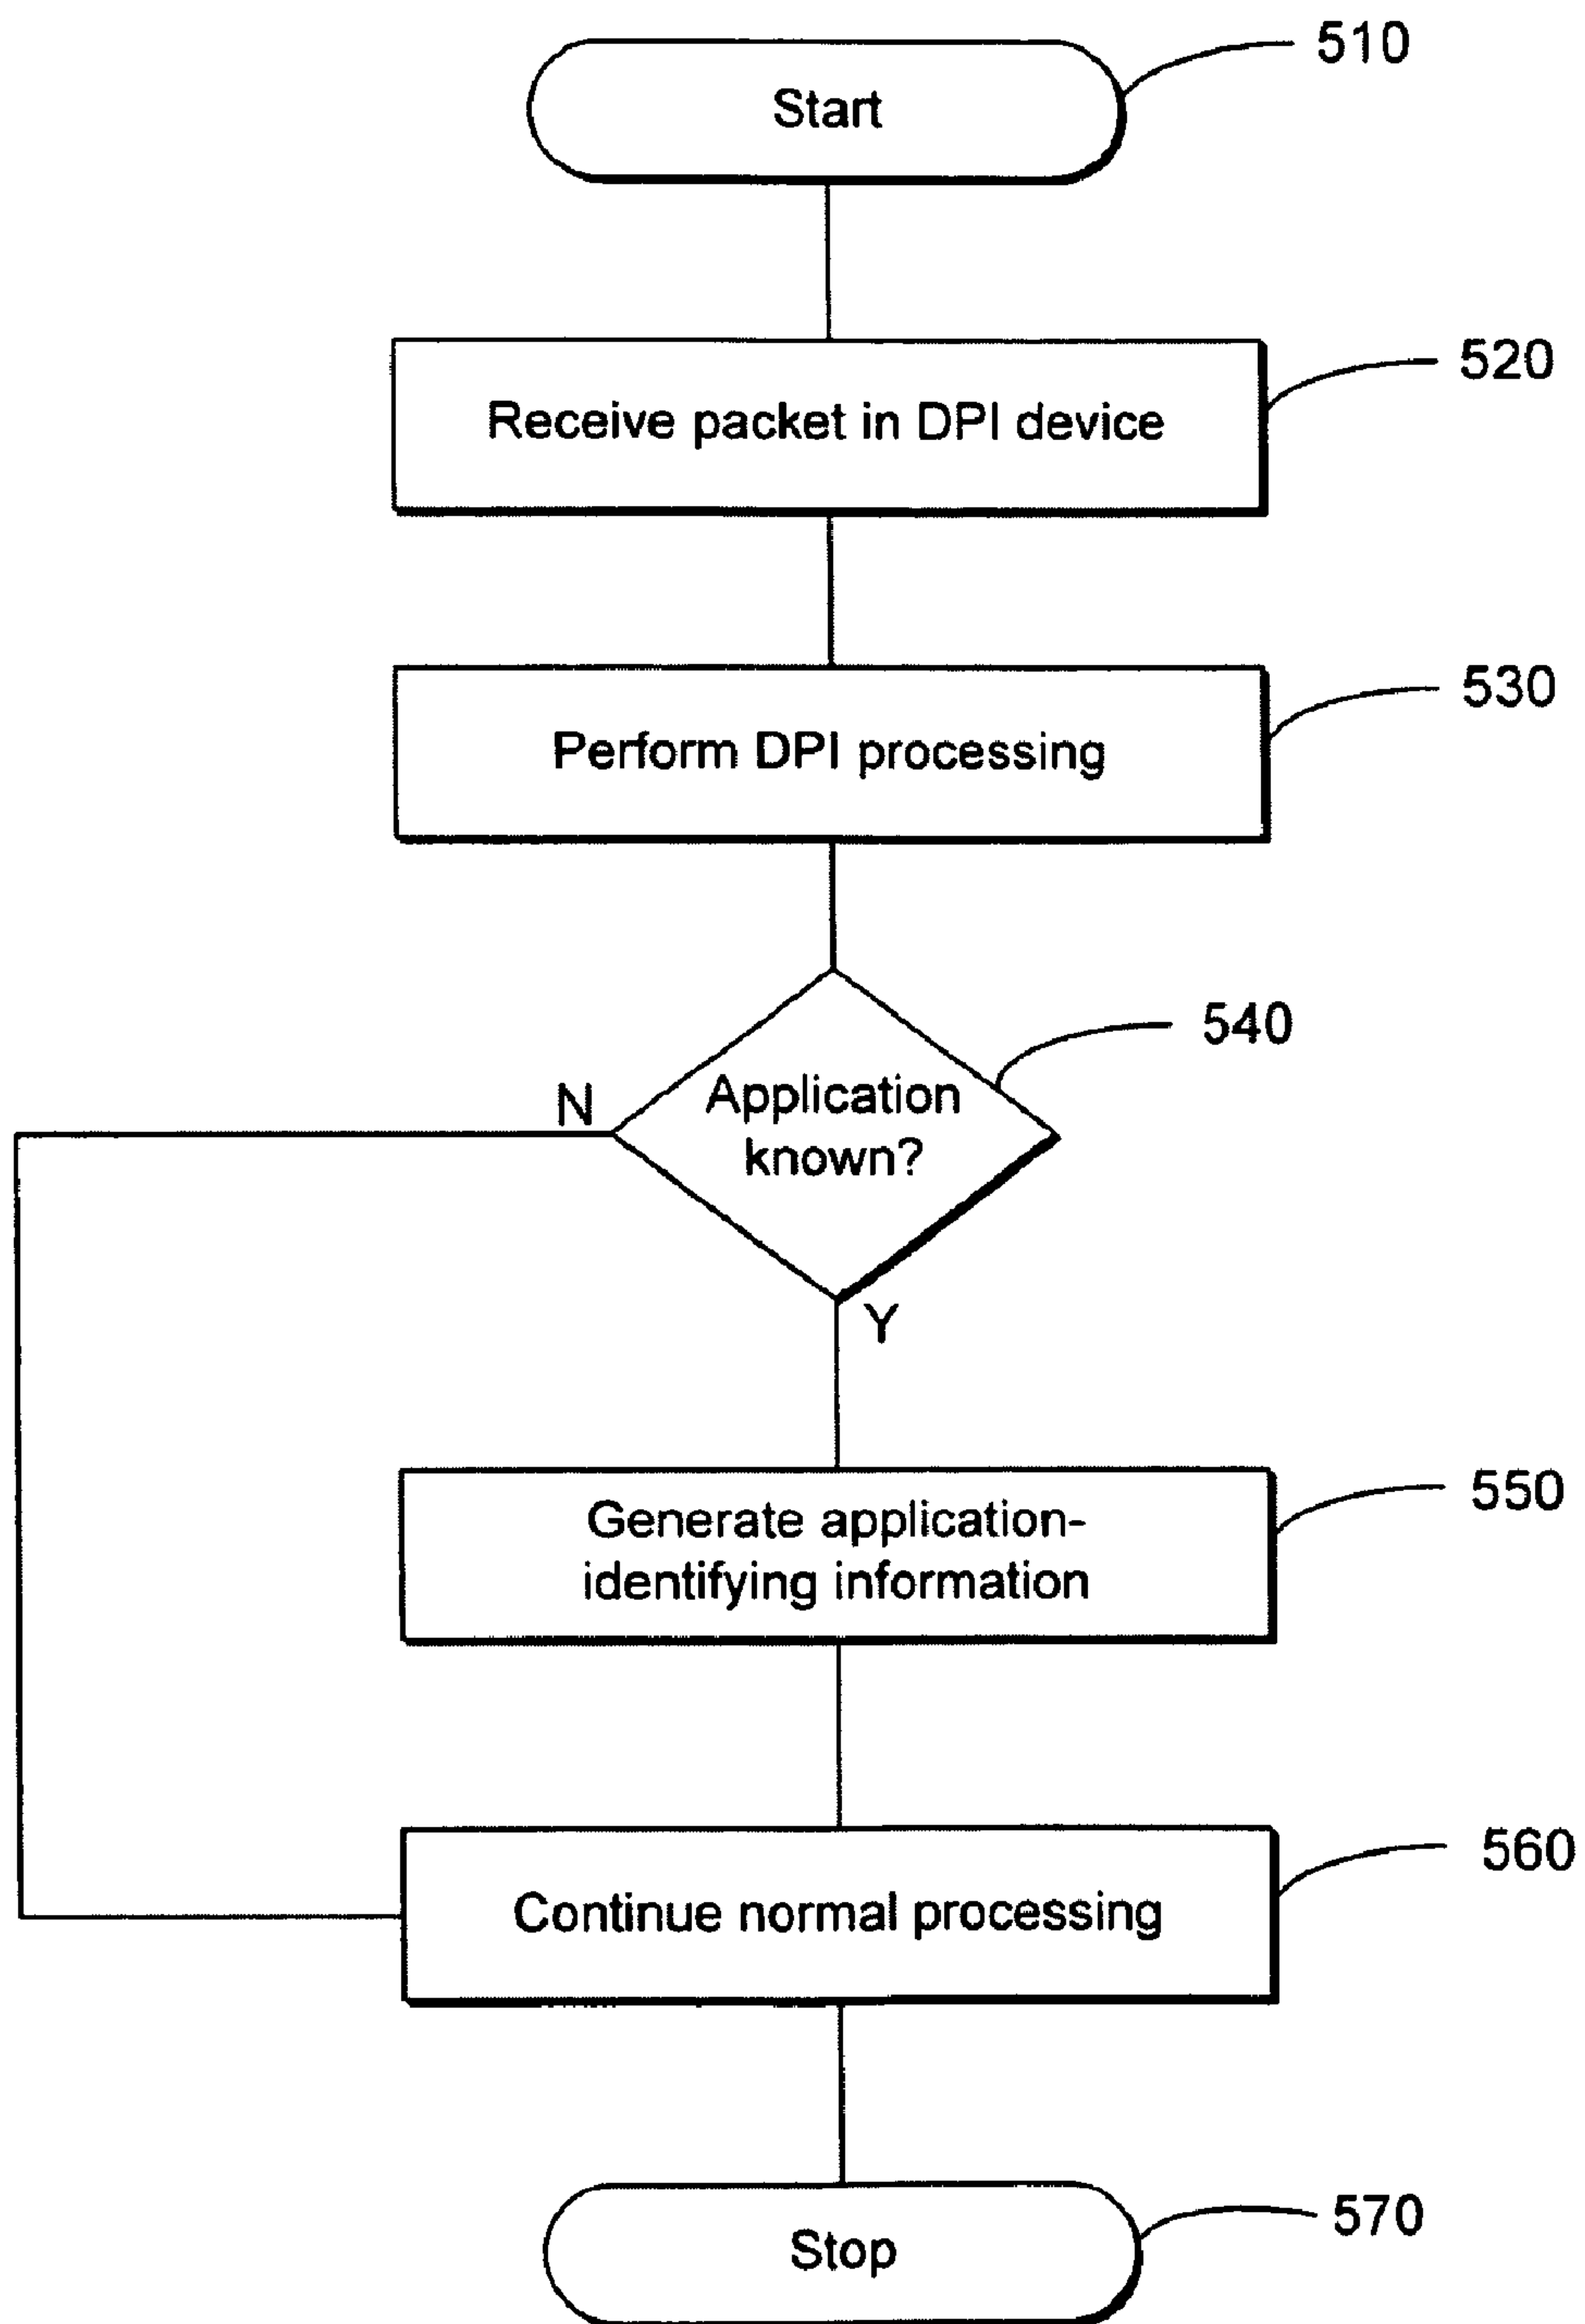 Start
510
Receive packet in DPI device
520
Perform DPI processing
530
Application
known?
540
N
Y
Generate application-
identifying information
550
Continue normal processing
560
Stop
570